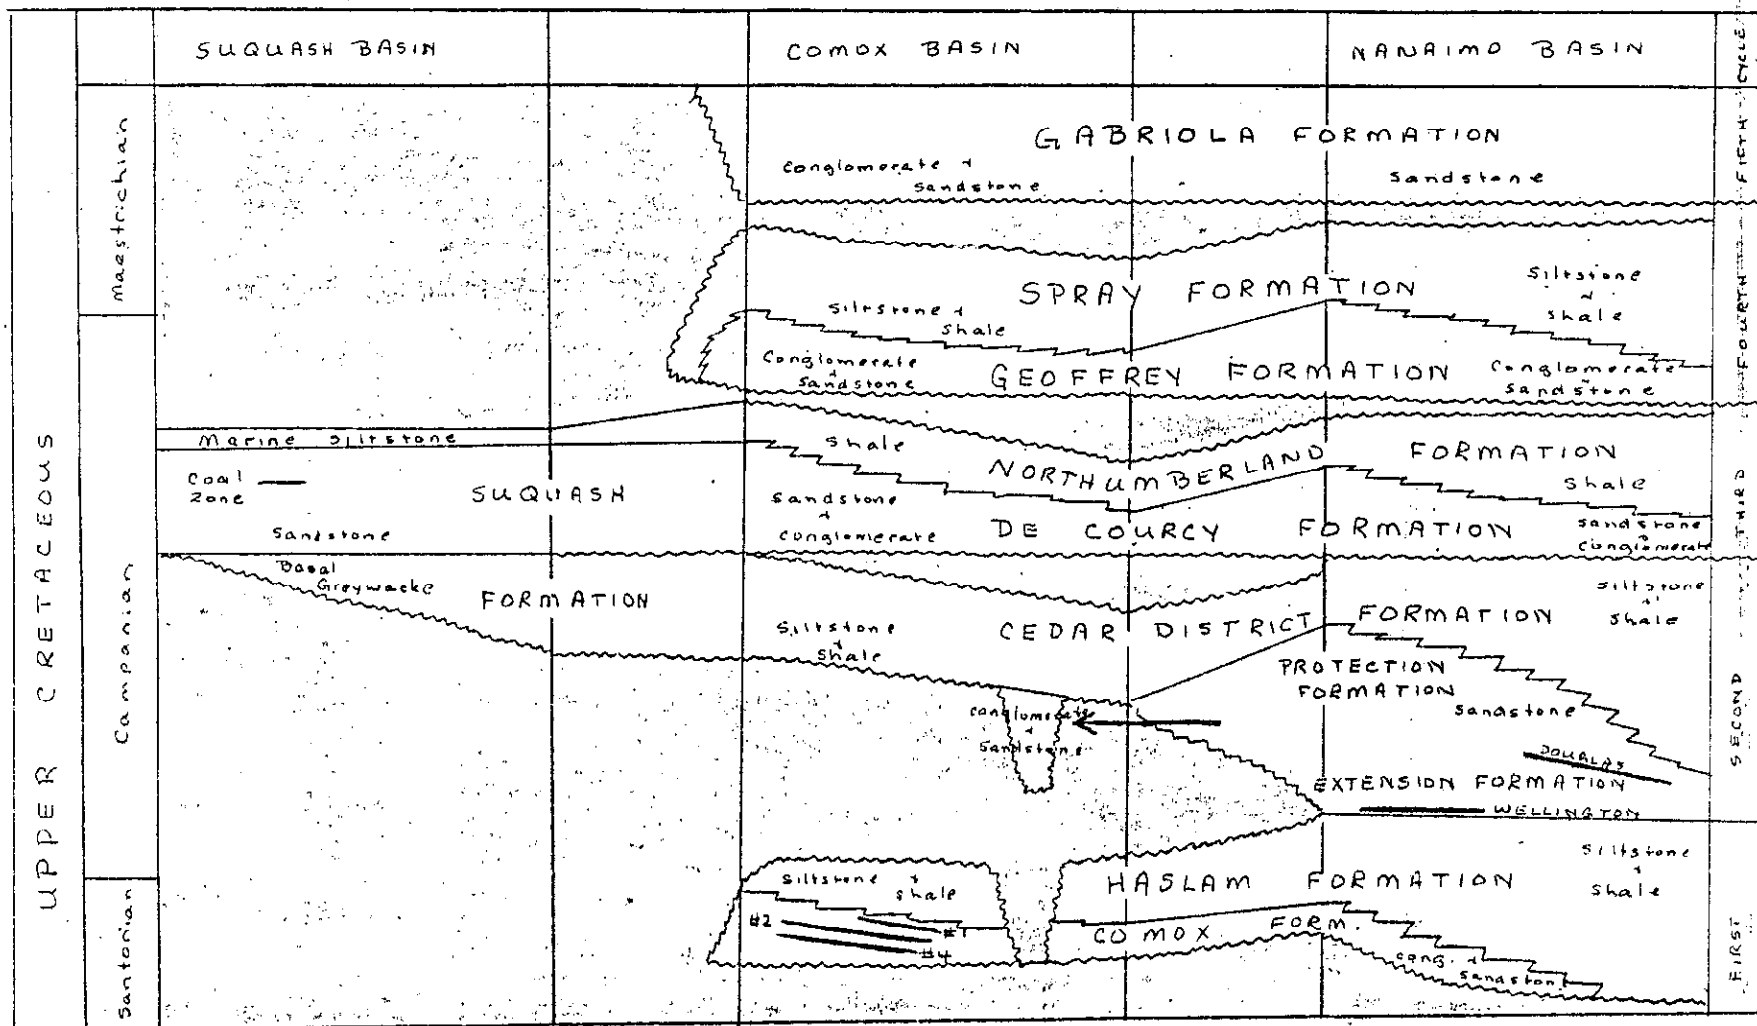 SUQUASH BASIN
COMOX BASIN
NANAIMO BASIN
UPPER CRETACEOUS
Maestrichian
Campanian
Santonian
FIRST
SECOND
THIRD
FOURTH
FIFTH CYCLE
GABRIOLA FORMATION
Conglomerate +
Sandstone
Sandstone
SPRAY FORMATION
Siltstone +
Shale
Siltstone
+
Shale
GEOFFREY FORMATION
Conglomerate
+
Sandstone
Conglomerate
+
Sandstone
Marine Siltstone
Shale
NORTHUMBERLAND FORMATION
Shale
Coal
Zone
SUQUASH
Sandstone
Sandstone
+
Conglomerate
DE COURCY FORMATION
Sandstone
+
Conglomerate
Basal
Greywacke
FORMATION
Siltstone
+
Shale
CEDAR DISTRICT FORMATION
Siltstone
+
Shale
PROTECTION
FORMATION
Sandstone
Conglomerate
+
Sandstone
DOUGLAS
EXTENSION FORMATION
WELLINGTON
Siltstone +
Shale
HASLAM FORMATION
Siltstone
+
Shale
#2
#1
#4
COMOX FORM.
Cong. +
Sandstone